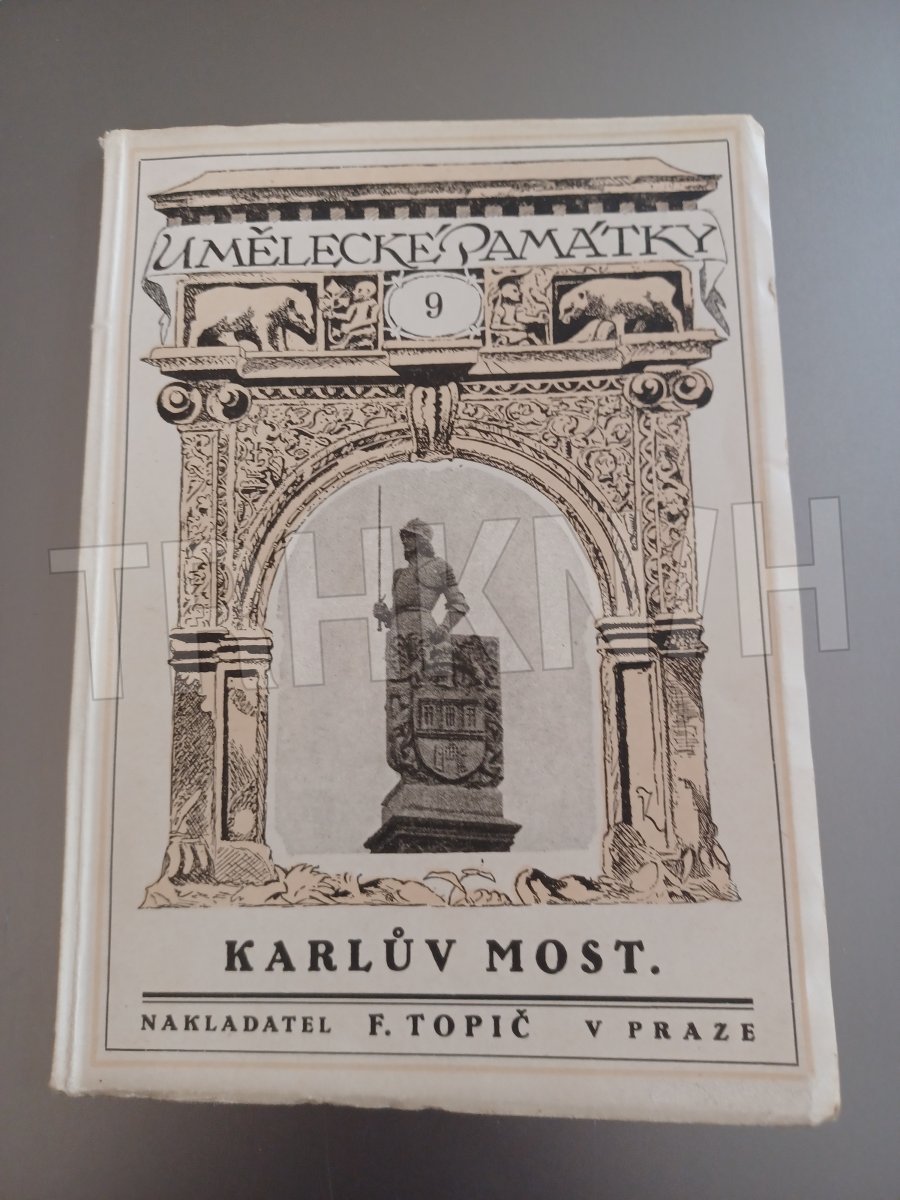 UMĚLECKÉ PAMÁTKY
9
KARLŮV MOST.
NAKLADATEL F. TOPIČ V PRAZE